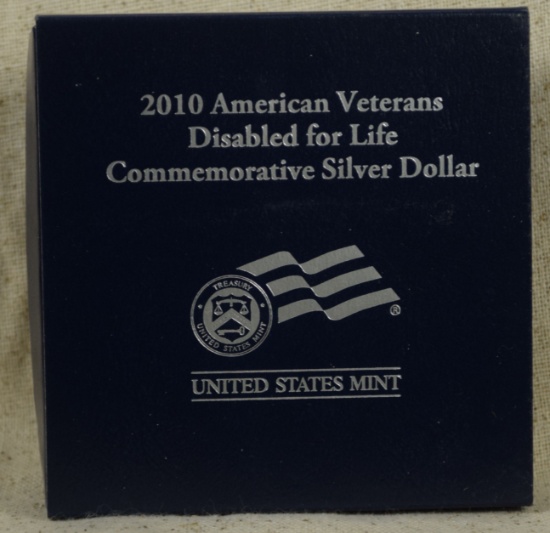 2010 American Veterans
Disabled for Life
Commemorative Silver Dollar
TREASURY
UNITED STATES MINT
®
UNITED STATES MINT